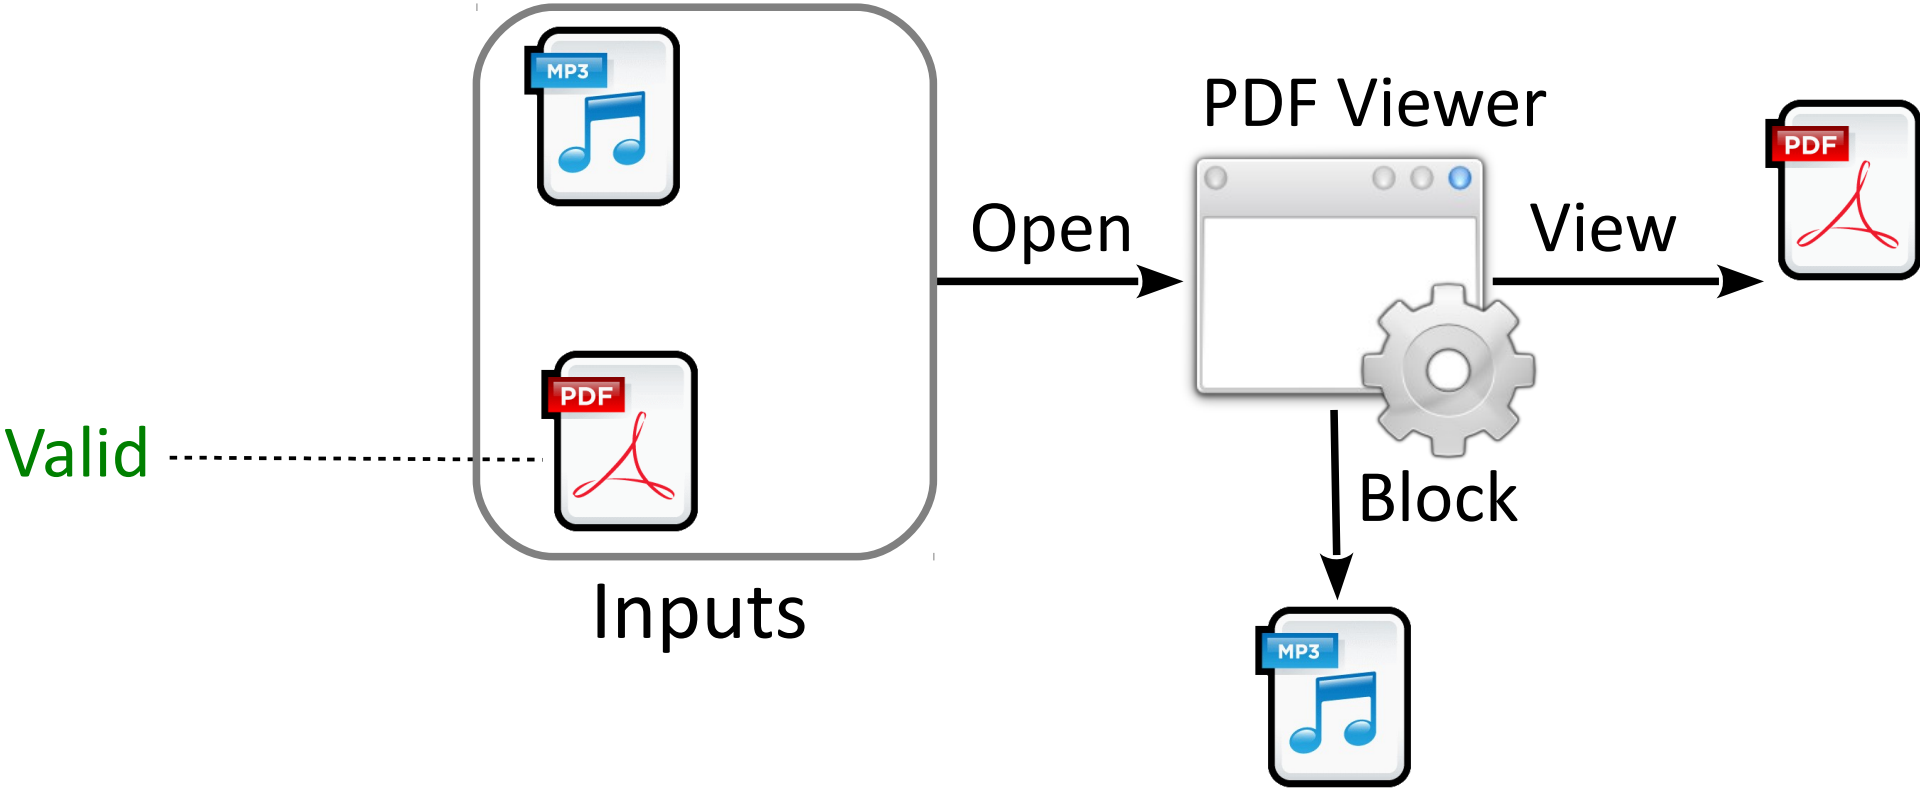 MP3
PDF Viewer
PDF
Open
View
PDF
Valid
Block
Inputs
MP3